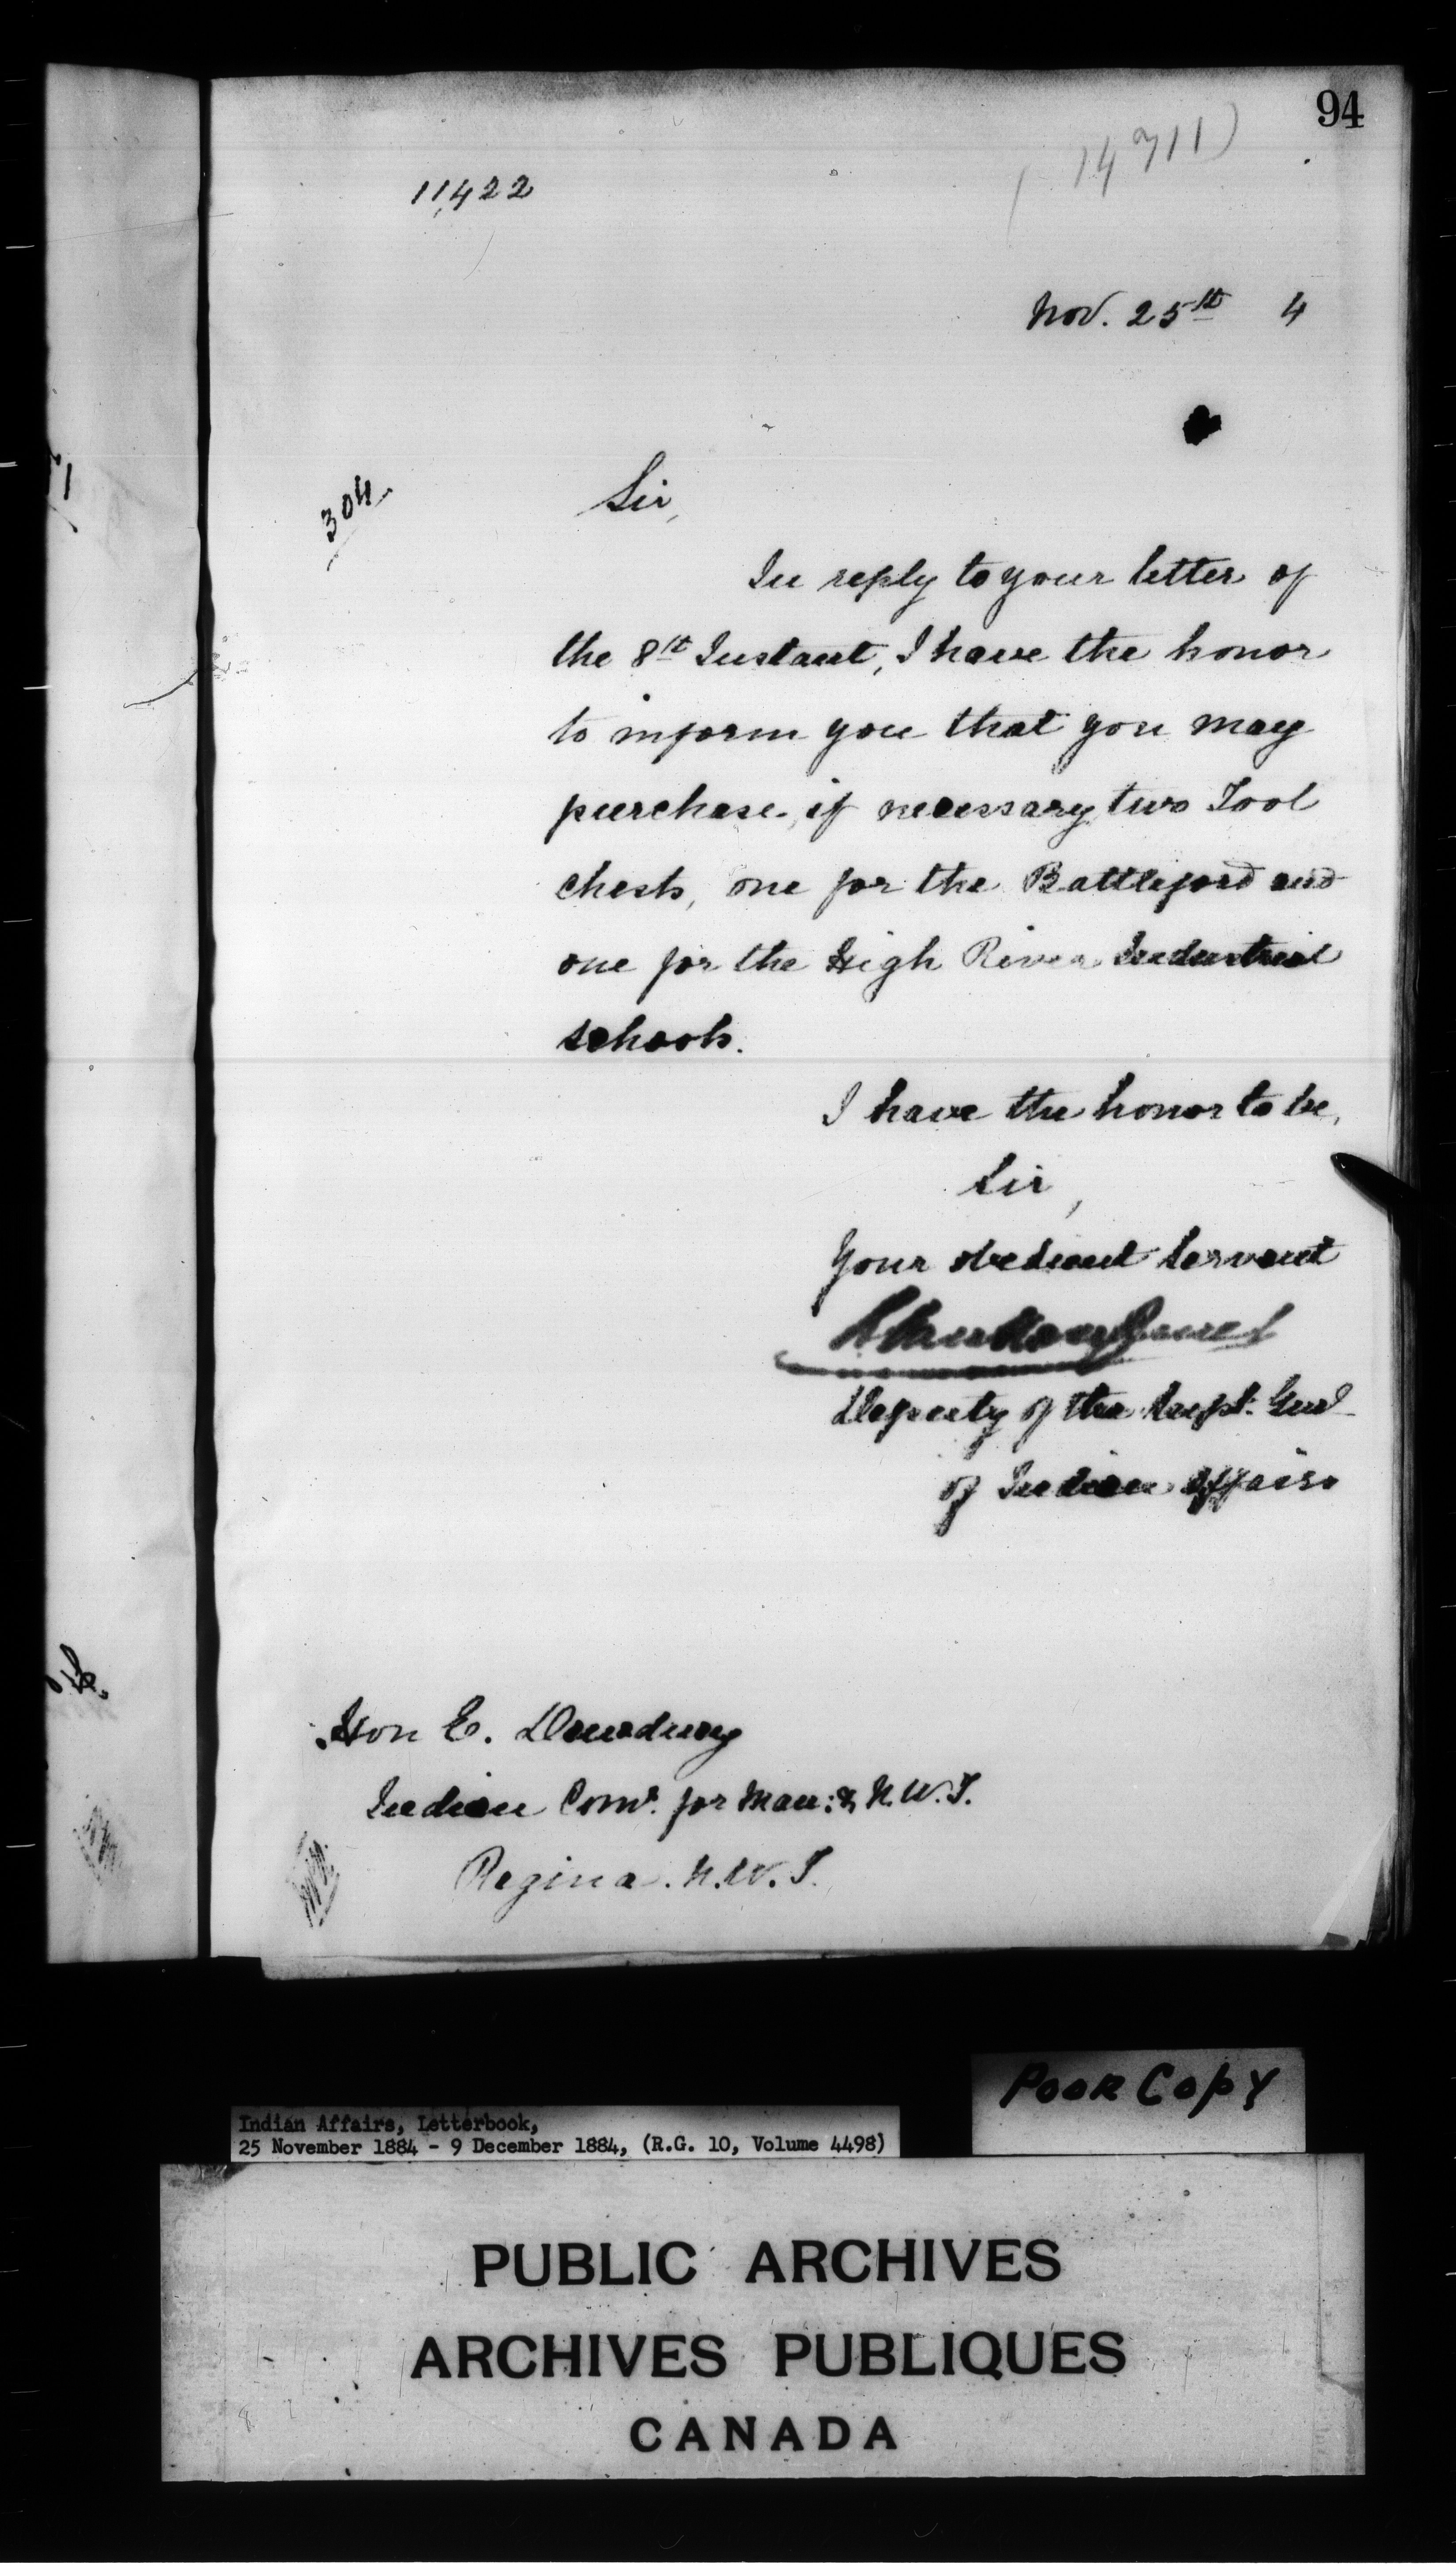 94
14711)
11,422
Nov. 25th 4
304.
Sir,
In reply to your letter of
the 8th Instant, I have the honor
to inform you that you may
purchase, if necessary, two Tool
chests, one for the Battleford and
one for the High River Industrial
schools.
I have the honor to be,
Sir,
Your obedient servant
Deputy of the Supt. Genl
of Indian Affairs
Hon E. Dewdney
Indian Comr. for Man: & N.W.T.
Regina. N.W.T.
Poor Copy
Indian Affairs, Letterbook,
25 November 1884 - 9 December 1884, (R.G. 10, Volume 4498)
PUBLIC ARCHIVES
ARCHIVES PUBLIQUES
CANADA